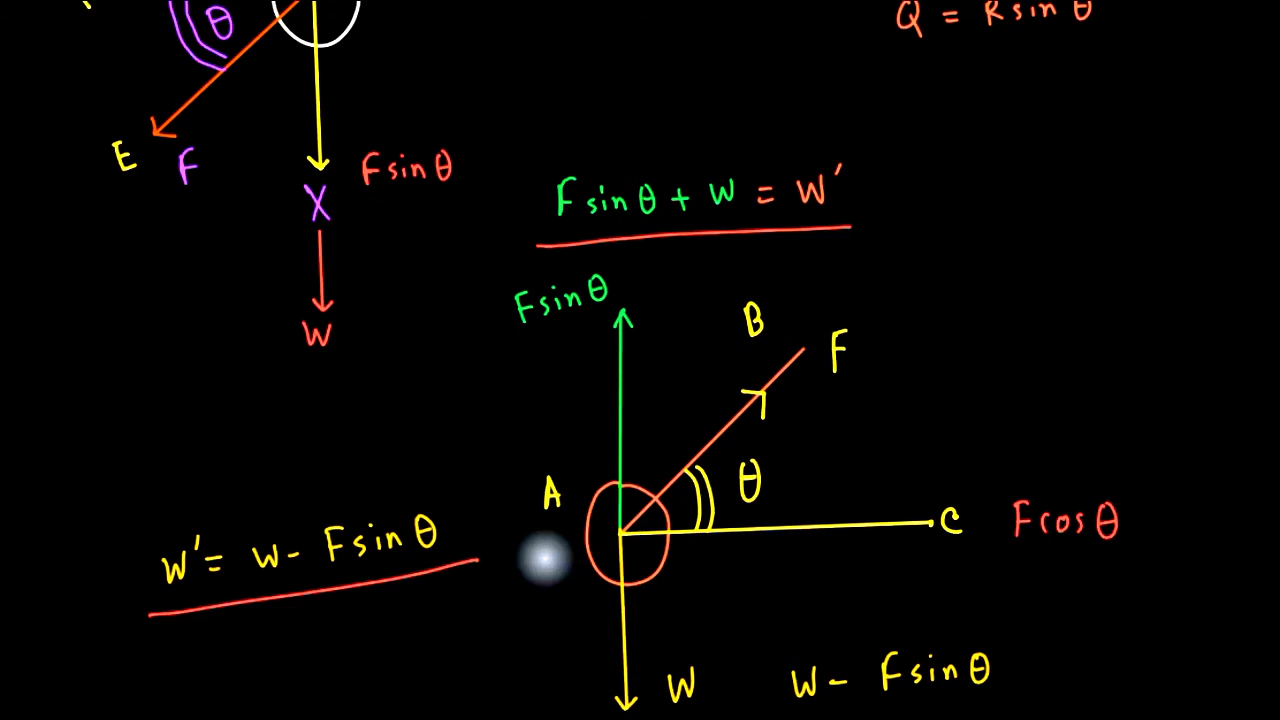 Q = R sin θ
θ
E
F
F sin θ
X
W
F sin θ + W = W'
F sin θ
B
F
A
θ
C
F cos θ
W' = W - F sin θ
W
W - F sin θ